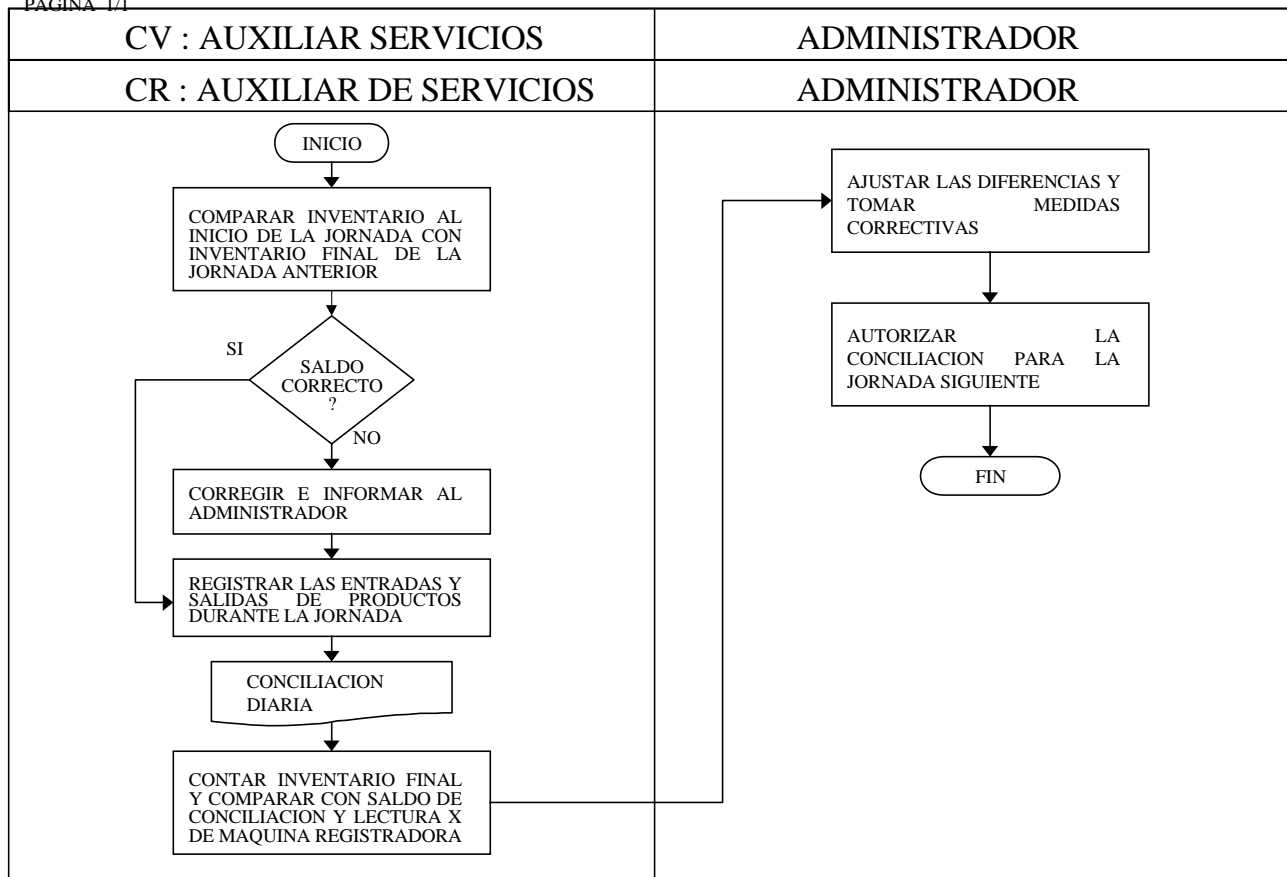 PAGINA 1/1
CV : AUXILIAR SERVICIOS
ADMINISTRADOR
CR : AUXILIAR DE SERVICIOS
ADMINISTRADOR
INICIO
COMPARAR INVENTARIO AL
INICIO DE LA JORNADA CON
INVENTARIO FINAL DE LA
JORNADA ANTERIOR
SI
SALDO
CORRECTO
?
NO
CORREGIR E INFORMAR AL
ADMINISTRADOR
REGISTRAR LAS ENTRADAS Y
SALIDAS DE PRODUCTOS
DURANTE LA JORNADA
CONCILIACION
DIARIA
CONTAR INVENTARIO FINAL
Y COMPARAR CON SALDO DE
CONCILIACION Y LECTURA X
DE MAQUINA REGISTRADORA
AJUSTAR LAS DIFERENCIAS Y
TOMAR MEDIDAS
CORRECTIVAS
AUTORIZAR LA
CONCILIACION PARA LA
JORNADA SIGUIENTE
FIN